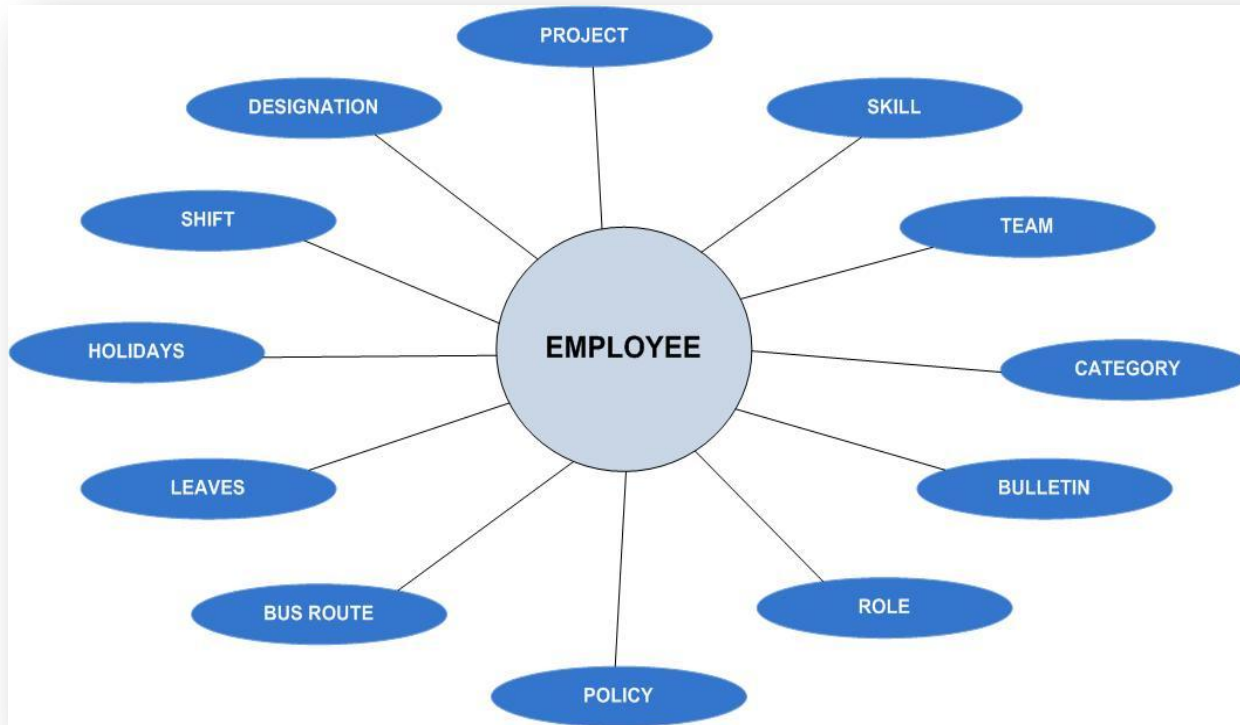 PROJECT
DESIGNATION
SKILL
SHIFT
TEAM
EMPLOYEE
HOLIDAYS
CATEGORY
LEAVES
BULLETIN
BUS ROUTE
ROLE
POLICY